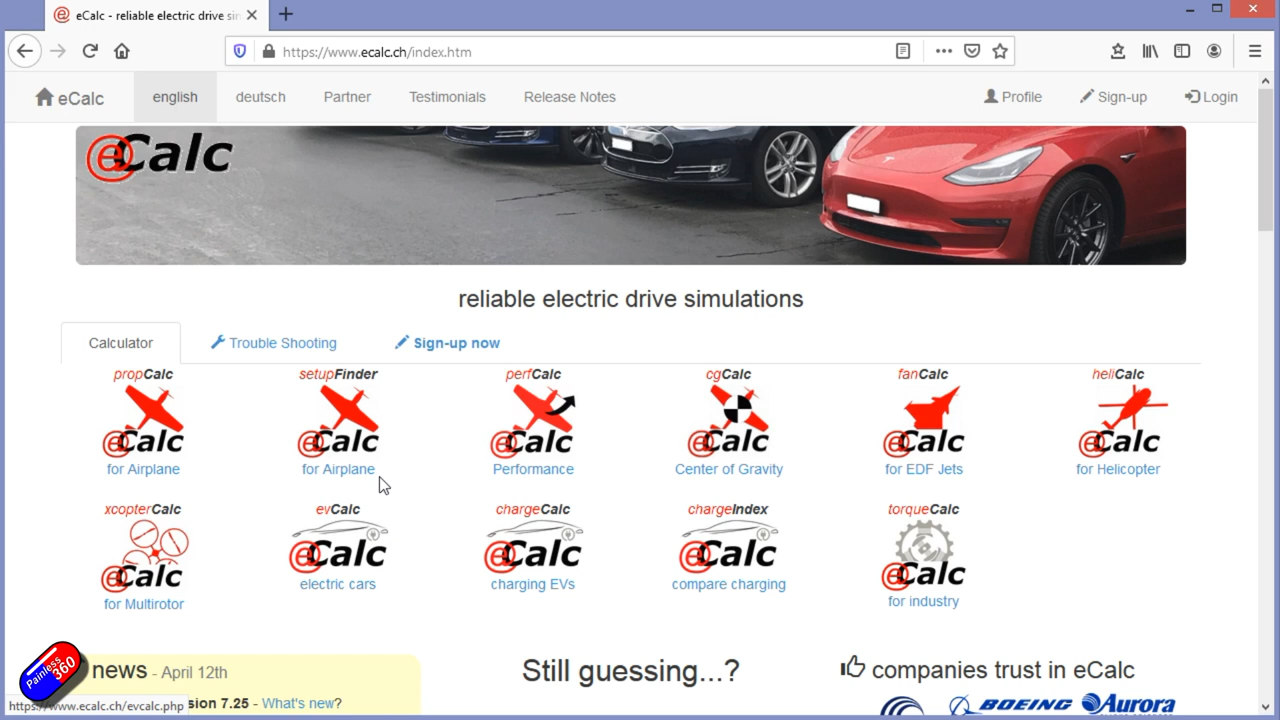 eCalc - reliable electric drive sim
https://www.ecalc.ch/index.htm
eCalc
english
deutsch
Partner
Testimonials
Release Notes
Profile
Sign-up
Login
eCalc
reliable electric drive simulations
Calculator
Trouble Shooting
Sign-up now
propCalc
eCalc
for Airplane
setupFinder
eCalc
for Airplane
perfCalc
eCalc
Performance
cgCalc
eCalc
Center of Gravity
fanCalc
eCalc
for EDF Jets
heliCalc
eCalc
for Helicopter
xcopterCalc
eCalc
for Multirotor
evCalc
eCalc
electric cars
chargeCalc
eCalc
charging EVs
chargeIndex
eCalc
compare charging
torqueCalc
eCalc
for industry
news - April 12th
sion 7.25 - What's new?
Still guessing...?
companies trust in eCalc
BOEING
Aurora
Painless360
https://www.ecalc.ch/evcalc.php